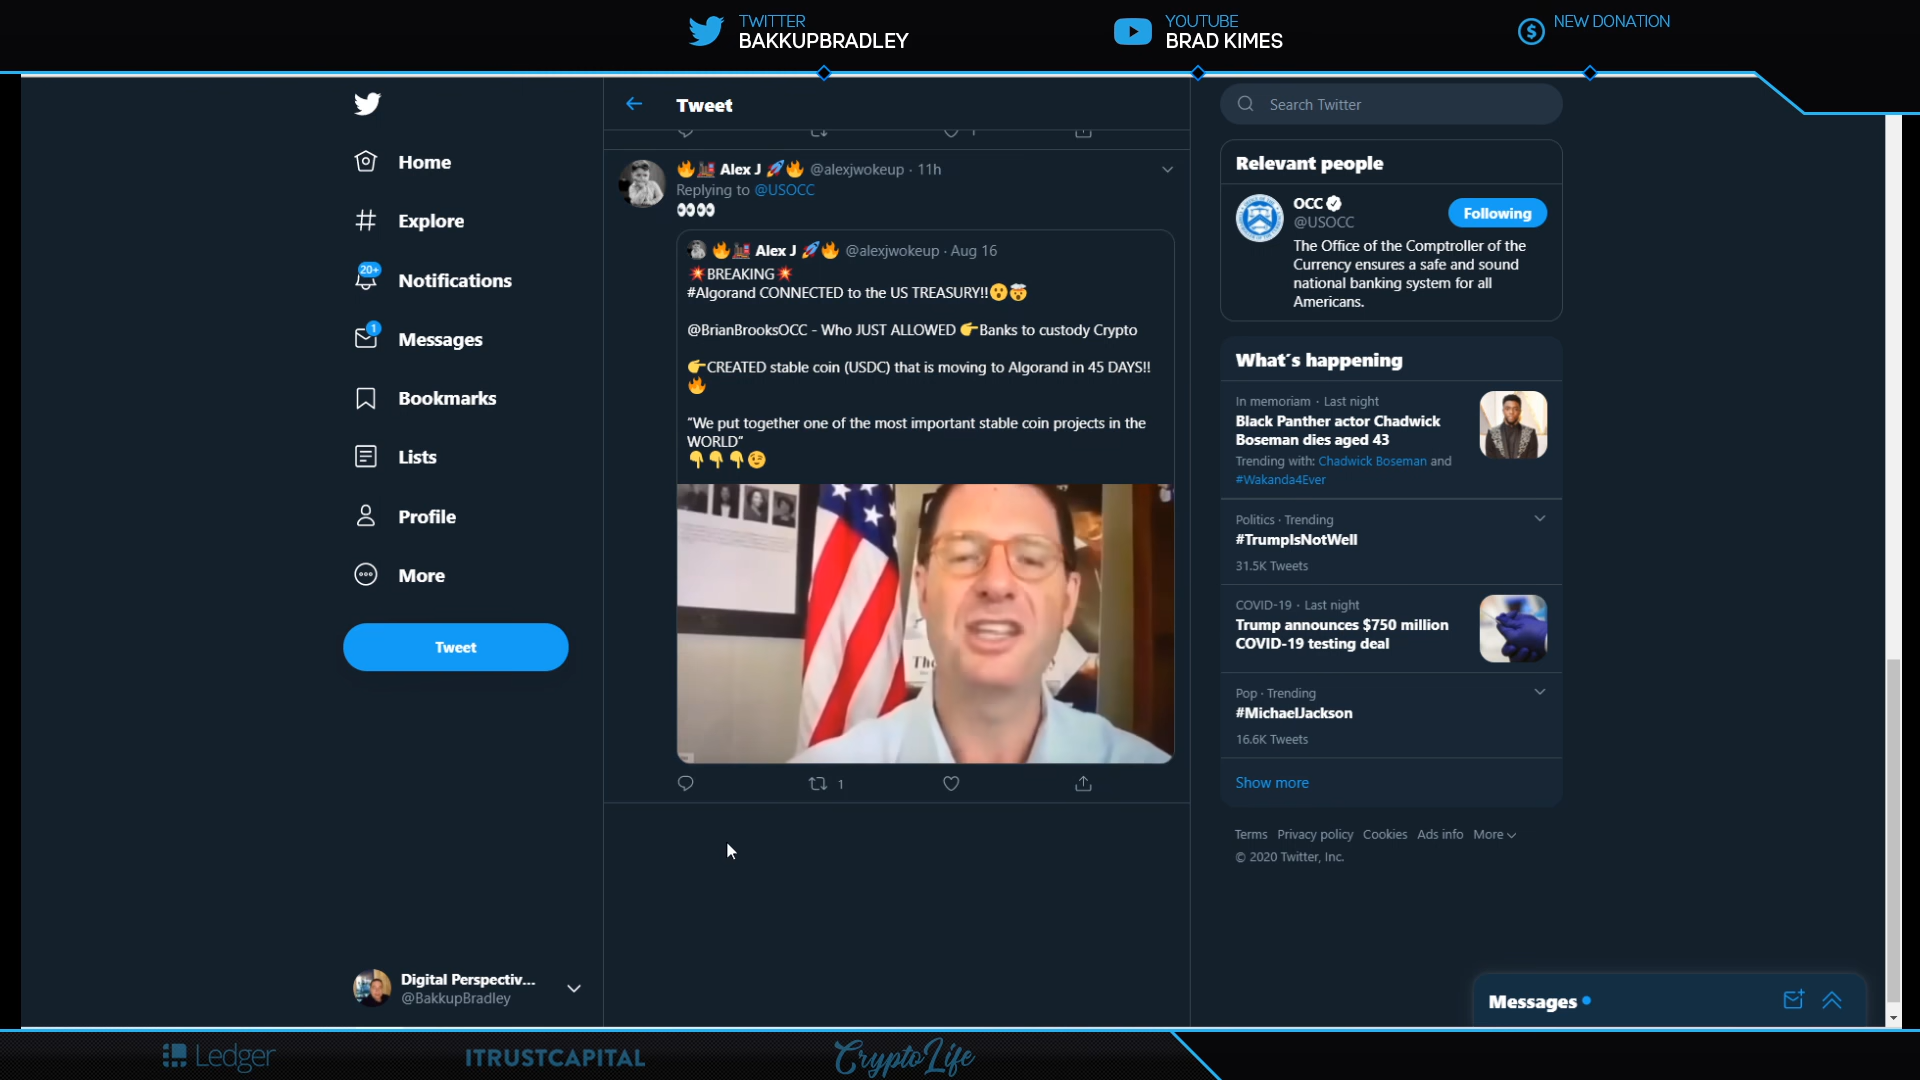 TWITTER
BAKKUPBRADLEY
YOUTUBE
BRAD KIMES
NEW DONATION
Home
Explore
20+
Notifications
1
Messages
Bookmarks
Lists
Profile
More
Tweet
Digital Perspectiv...
@BakkupBradley
Tweet
1
🔥🚂 Alex J 🚀🔥 @alexjwokeup · 11h
Replying to @USOCC
👀👀
🔥🚂 Alex J 🚀🔥 @alexjwokeup · Aug 16
💥BREAKING💥
#Algorand CONNECTED to the US TREASURY!!😮🤯
@BrianBrooksOCC - Who JUST ALLOWED 👉Banks to custody Crypto
👉CREATED stable coin (USDC) that is moving to Algorand in 45 DAYS!!
🔥
"We put together one of the most important stable coin projects in the
WORLD"
👇👇👇😉
1
Search Twitter
Relevant people
OCC
@USOCC
Following
The Office of the Comptroller of the
Currency ensures a safe and sound
national banking system for all
Americans.
What's happening
In memoriam · Last night
Black Panther actor Chadwick
Boseman dies aged 43
Trending with: Chadwick Boseman and
#Wakanda4Ever
Politics · Trending
#TrumpIsNotWell
31.5K Tweets
COVID-19 · Last night
Trump announces $750 million
COVID-19 testing deal
Pop · Trending
#MichaelJackson
16.6K Tweets
Show more
Terms Privacy policy Cookies Ads info More
© 2020 Twitter, Inc.
Messages
Ledger
ITRUSTCAPITAL
CryptoLife